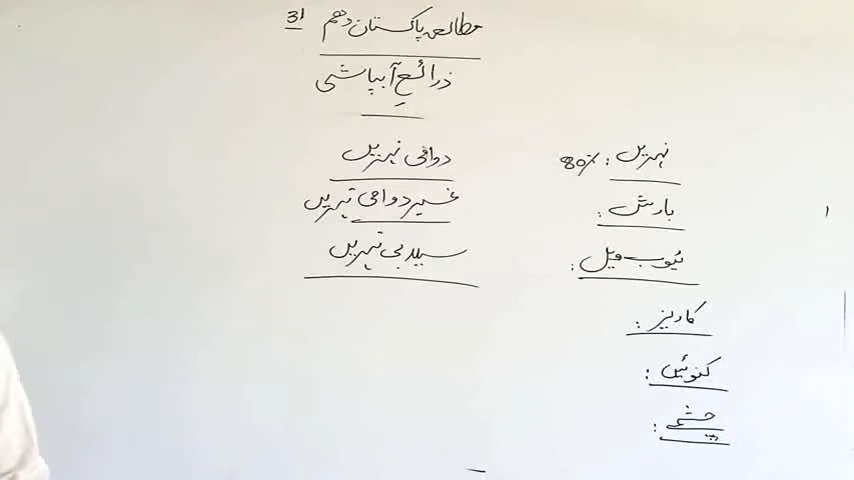 مطالعہ پاکستان دھم 31
ذرائع آبپاشی
نہریں : 80%
بارش :
ٹیوب ویل :
کاریز :
کنوئیں :
چشمے :
دوامی نہریں
غیر دوامی نہریں
سیلابی نہریں